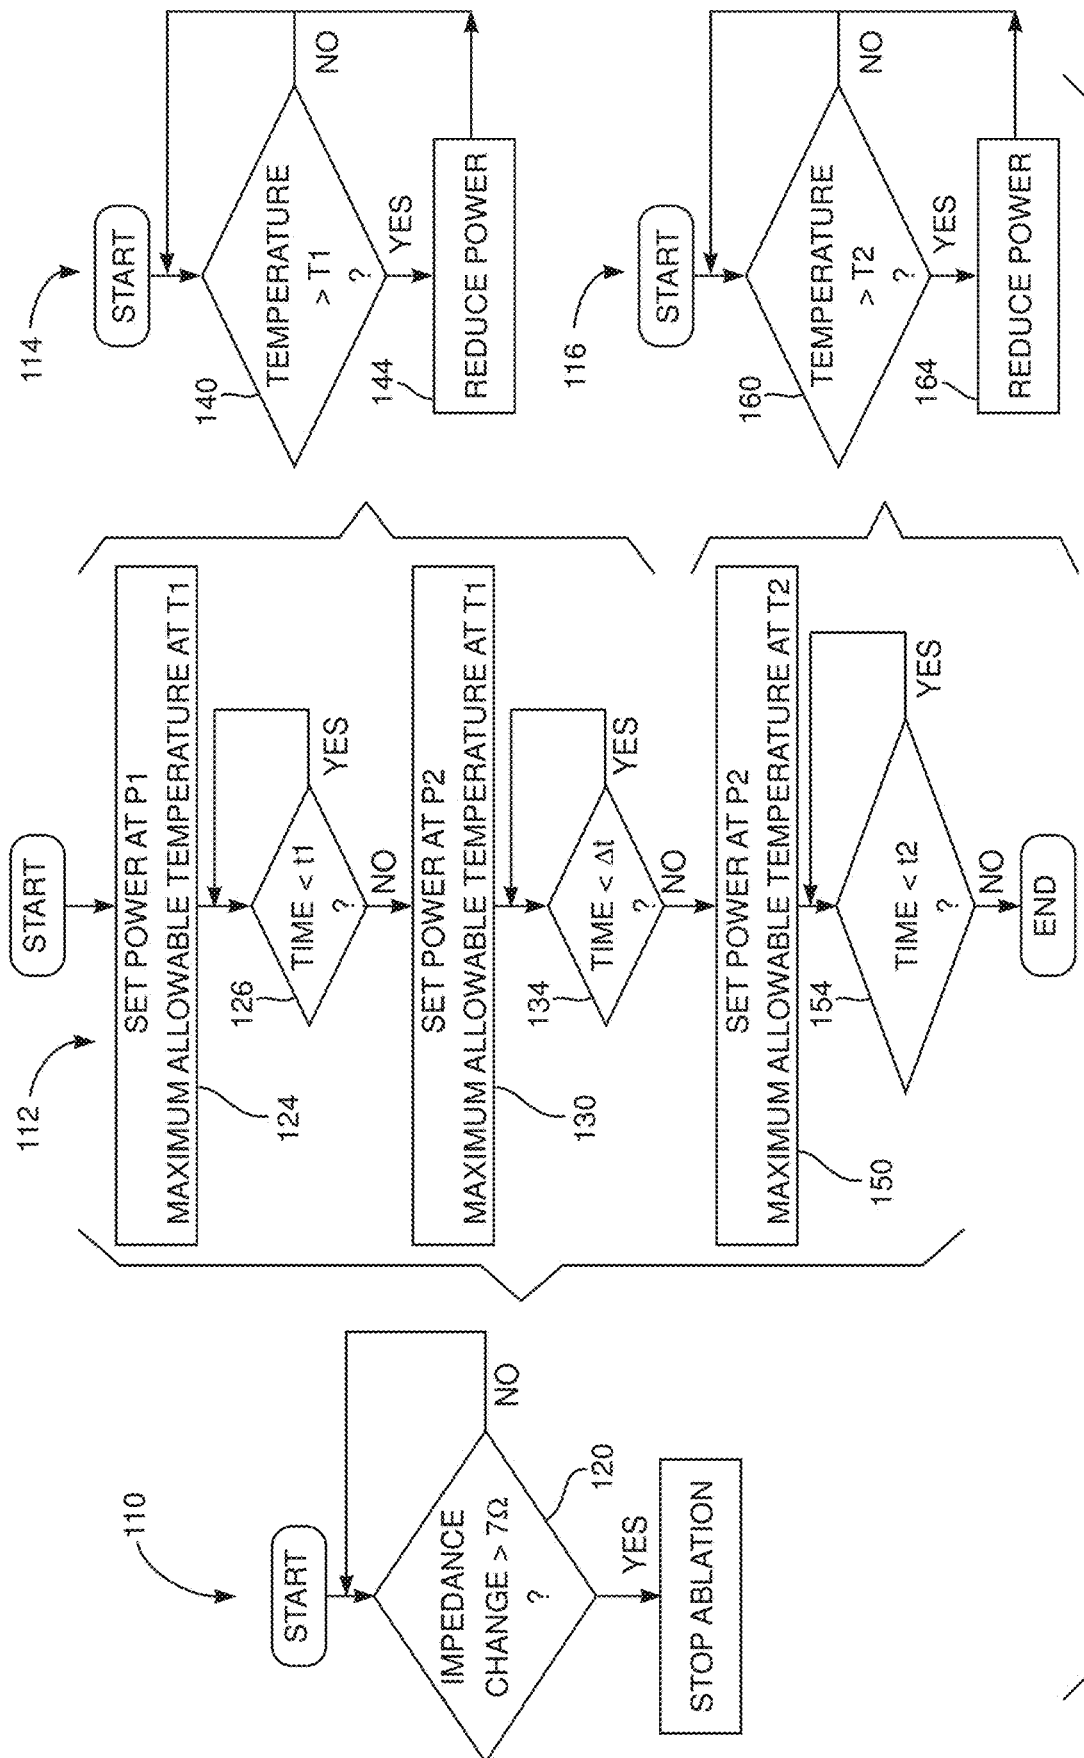 110
START
IMPEDANCE
CHANGE > 7Ω
?
120
NO
YES
STOP ABLATION
112
START
SET POWER AT P1
MAXIMUM ALLOWABLE TEMPERATURE AT T1
124
126
TIME < t1
?
YES
NO
SET POWER AT P2
MAXIMUM ALLOWABLE TEMPERATURE AT T1
130
134
TIME < Δt
?
YES
NO
SET POWER AT P2
MAXIMUM ALLOWABLE TEMPERATURE AT T2
150
154
TIME < t2
?
YES
NO
END
114
START
140
TEMPERATURE
> T1
?
NO
YES
144
REDUCE POWER
116
START
160
TEMPERATURE
> T2
?
NO
YES
164
REDUCE POWER